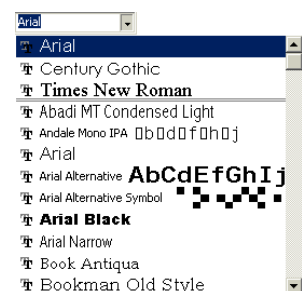 Arial
Arial
Century Gothic
Times New Roman
Abadi MT Condensed Light
Andale Mono IPA □b□d□f□h□j
Arial
Arial Alternative AbCdEfGhIj
Arial Alternative Symbol
Arial Black
Arial Narrow
Book Antiqua
Bookman Old Style